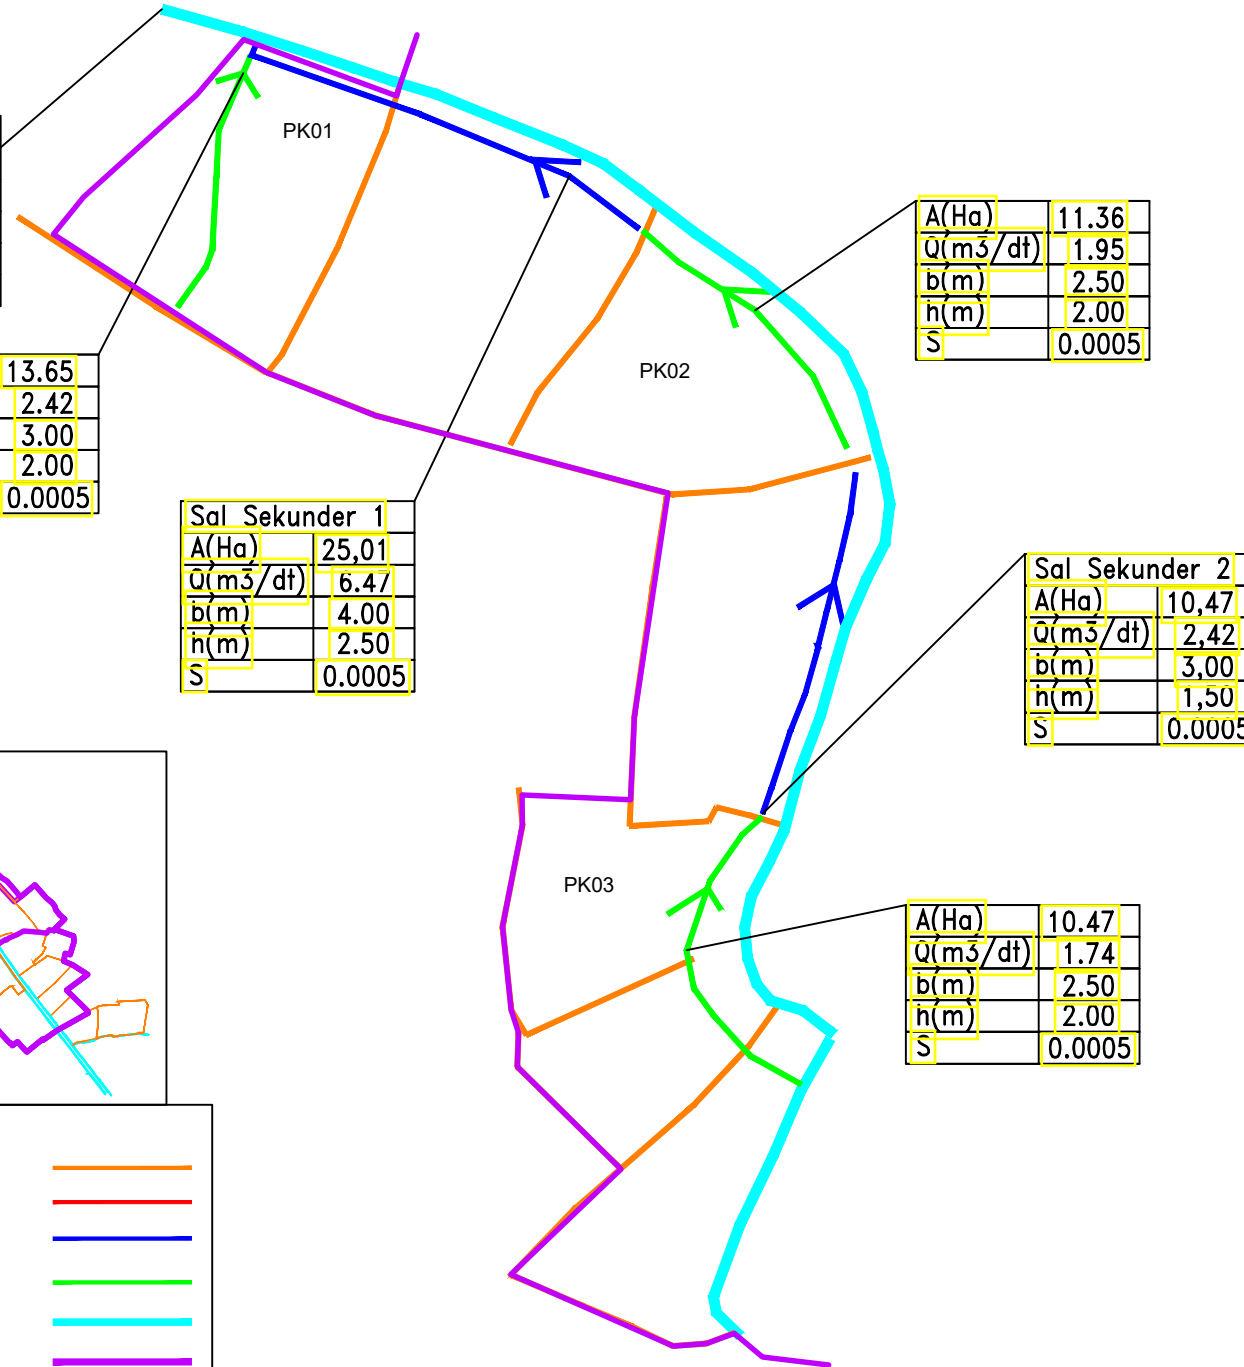 PK01
A(Ha) 11.36
Q(m3/dt) 1.95
b(m) 2.50
h(m) 2.00
S 0.0005
PK02
13.65
2.42
3.00
2.00
0.0005
Sal Sekunder 1
A(Ha) 25,01
Q(m3/dt) 6.47
b(m) 4.00
h(m) 2.50
S 0.0005
Sal Sekunder 2
A(Ha) 10,47
Q(m3/dt) 2,42
b(m) 3,00
h(m) 1,50
S 0.0005
PK03
A(Ha) 10.47
Q(m3/dt) 1.74
b(m) 2.50
h(m) 2.00
S 0.0005